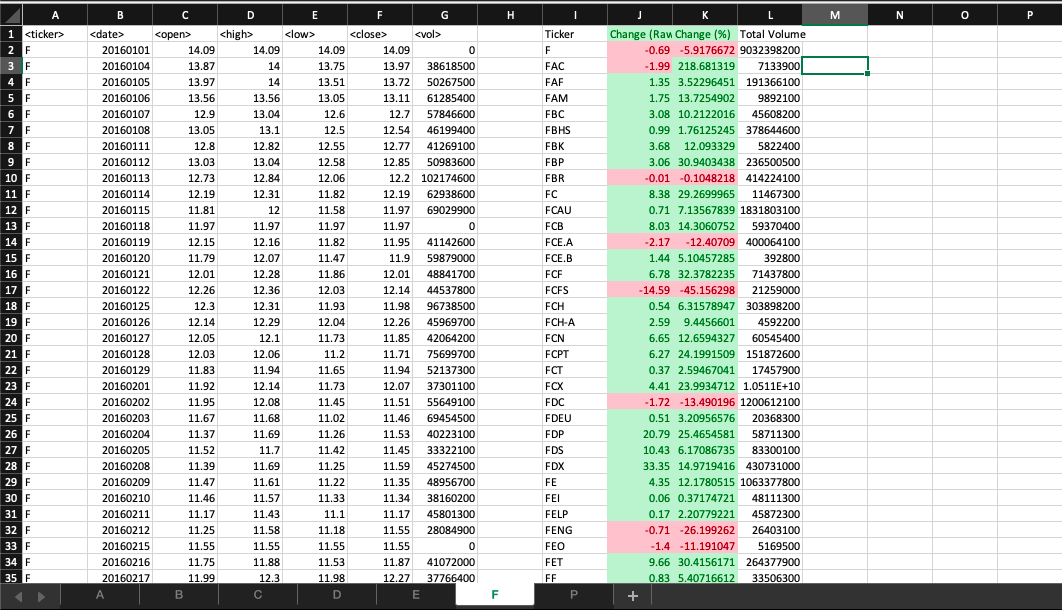 A B C D E F G H I J K L M N O P
1 <ticker> <date> <open> <high> <low> <close> <vol> Ticker Change (Raw Change (%) Total Volume
2 F 20160101 14.09 14.09 14.09 14.09 0 F -0.69 -5.9176672 9032398200
3 F 20160104 13.87 14 13.75 13.97 38618500 FAC -1.99 218.681319 7133900
4 F 20160105 13.97 14 13.51 13.72 50267500 FAF 1.35 3.52296451 191366100
5 F 20160106 13.56 13.56 13.05 13.11 61285400 FAM 1.75 13.7254902 9892100
6 F 20160107 12.9 13.04 12.6 12.7 57846600 FBC 3.08 10.2122016 45608200
7 F 20160108 13.05 13.1 12.5 12.54 46199400 FBHS 0.99 1.76125245 378644600
8 F 20160111 12.8 12.82 12.55 12.77 41269100 FBK 3.68 12.093329 5822400
9 F 20160112 13.03 13.04 12.58 12.85 50983600 FBP 3.06 30.9403438 236500500
10 F 20160113 12.73 12.84 12.06 12.2 102174600 FBR -0.01 -0.1048218 414224100
11 F 20160114 12.19 12.31 11.82 12.19 62938600 FC 8.38 29.2699965 11467300
12 F 20160115 11.81 12 11.58 11.97 69029900 FCAU 0.71 7.13567839 1831803100
13 F 20160118 11.97 11.97 11.97 11.97 0 FCB 8.03 14.3060752 59370400
14 F 20160119 12.15 12.16 11.82 11.95 41142600 FCE.A -2.17 -12.40709 400064100
15 F 20160120 11.79 12.07 11.47 11.9 59879000 FCE.B 1.44 5.10457285 392800
16 F 20160121 12.01 12.28 11.86 12.01 48841700 FCF 6.78 32.3782235 71437800
17 F 20160122 12.26 12.36 12.03 12.14 44537800 FCFS -14.59 -45.156298 21259000
18 F 20160125 12.3 12.31 11.93 11.98 96738500 FCH 0.54 6.31578947 303898200
19 F 20160126 12.14 12.29 12.04 12.26 45969700 FCH-A 2.59 9.4456601 4592200
20 F 20160127 12.05 12.1 11.73 11.85 42064200 FCN 6.65 12.6594327 60545400
21 F 20160128 12.03 12.06 11.2 11.71 75699700 FCPT 6.27 24.1991509 151872600
22 F 20160129 11.83 11.94 11.65 11.94 52137300 FCT 0.37 2.59467041 17457900
23 F 20160201 11.92 12.14 11.73 12.07 37301100 FCX 4.41 23.9934712 1.0511E+10
24 F 20160202 11.95 12.08 11.45 11.51 55649100 FDC -1.72 -13.490196 1200612100
25 F 20160203 11.67 11.68 11.02 11.46 69454500 FDEU 0.51 3.20956576 20368300
26 F 20160204 11.37 11.69 11.26 11.53 40223100 FDP 20.79 25.4654581 58711300
27 F 20160205 11.52 11.7 11.42 11.45 33322100 FDS 10.43 6.17086735 83300100
28 F 20160208 11.39 11.69 11.25 11.59 45274500 FDX 33.35 14.9719416 430731000
29 F 20160209 11.47 11.61 11.22 11.35 48956700 FE 4.35 12.1780515 1063377800
30 F 20160210 11.46 11.57 11.33 11.34 38160200 FEI 0.06 0.37174721 48111300
31 F 20160211 11.17 11.43 11.1 11.17 45801300 FELP 0.17 2.20779221 45872300
32 F 20160212 11.25 11.58 11.18 11.55 28084900 FENG -0.71 -26.199262 26403100
33 F 20160215 11.55 11.55 11.55 11.55 0 FEO -1.4 -11.191047 5169500
34 F 20160216 11.75 11.88 11.53 11.87 41072000 FET 9.66 30.4156171 264377900
35 F 20160217 11.99 12.3 11.98 12.27 37766400 FF 0.83 5.40716612 33506300
A B C D E F P +